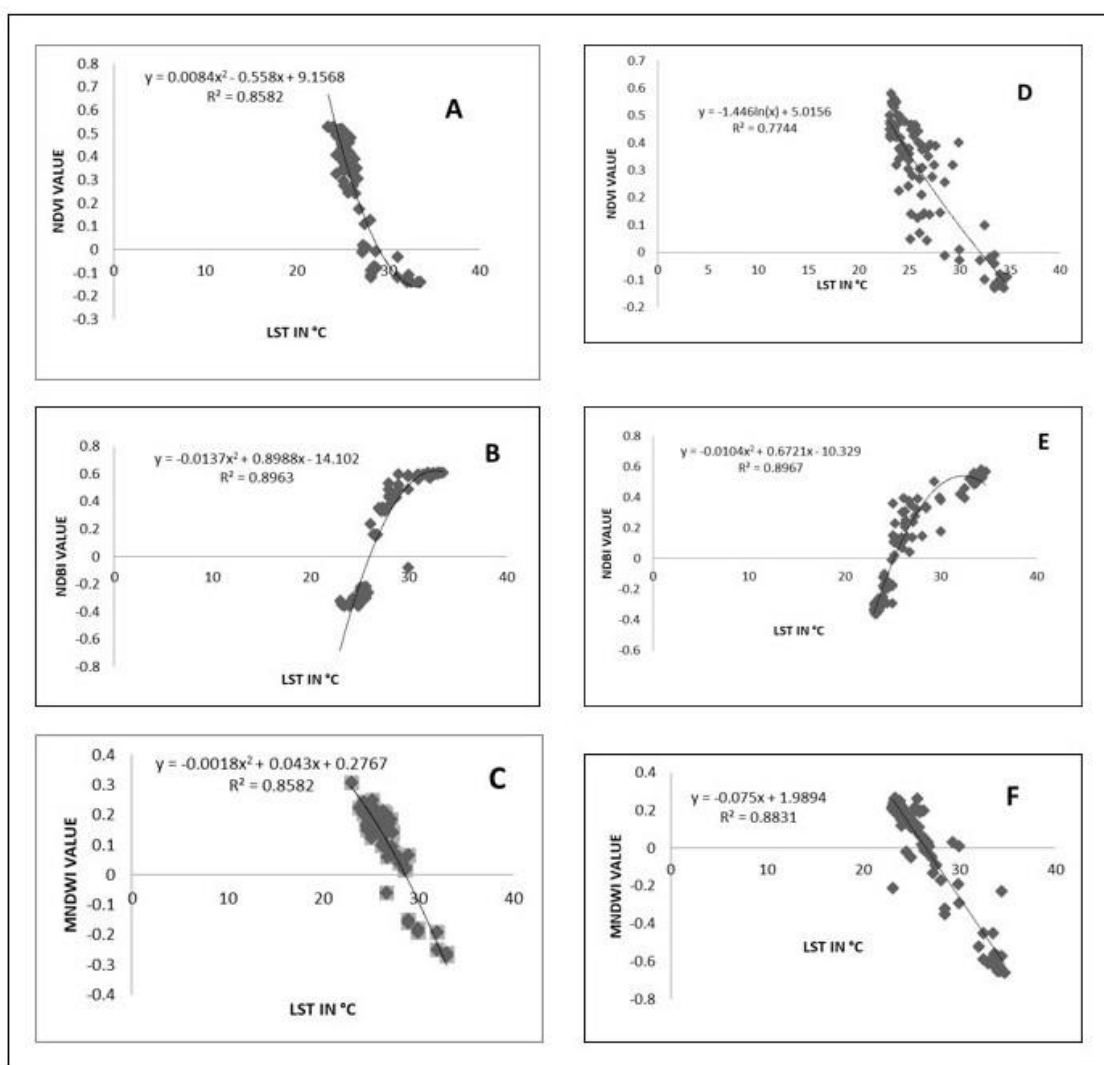 A
y = 0.0084x² - 0.558x + 9.1568
R² = 0.8582
NDVI VALUE
0.8
0.7
0.6
0.5
0.4
0.3
0.2
0.1
0
-0.1
-0.2
-0.3
0 10 20 30 40
LST IN °C
D
y = -1.446ln(x) + 5.0156
R² = 0.7744
NDVI VALUE
0.7
0.6
0.5
0.4
0.3
0.2
0.1
0
-0.1
-0.2
0 5 10 15 20 25 30 35 40
LST IN °C
B
y = -0.0137x² + 0.8988x - 14.102
R² = 0.8963
NDBI VALUE
0.8
0.6
0.4
0.2
0
-0.2
-0.4
-0.6
-0.8
0 10 20 30 40
LST IN °C
E
y = -0.0104x² + 0.6721x - 10.329
R² = 0.8967
NDBI VALUE
0.8
0.6
0.4
0.2
0
-0.2
-0.4
-0.6
0 10 20 30 40
LST IN °C
C
y = -0.0018x² + 0.043x + 0.2767
R² = 0.8582
MNDWI VALUE
0.4
0.3
0.2
0.1
0
-0.1
-0.2
-0.3
-0.4
0 10 20 30 40
LST IN °C
F
y = -0.075x + 1.9894
R² = 0.8831
MNDWI VALUE
0.4
0.2
0
-0.2
-0.4
-0.6
-0.8
0 10 20 30 40
LST IN °C